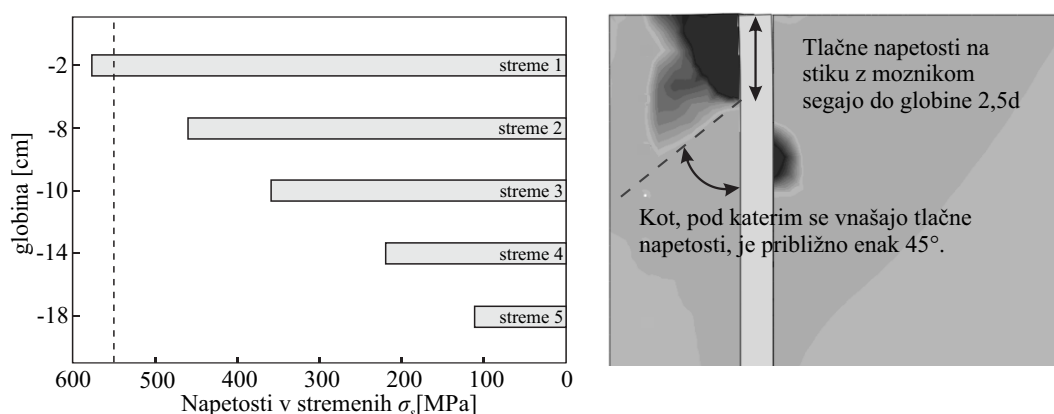 globina [cm]
-2
-8
-10
-14
-18
streme 1
streme 2
streme 3
streme 4
streme 5
600 500 400 300 200 100 0
Napetosti v stremenih σs[MPa]
Tlačne napetosti na
stiku z moznikom
segajo do globine 2,5d
Kot, pod katerim se vnašajo tlačne
napetosti, je približno enak 45°.